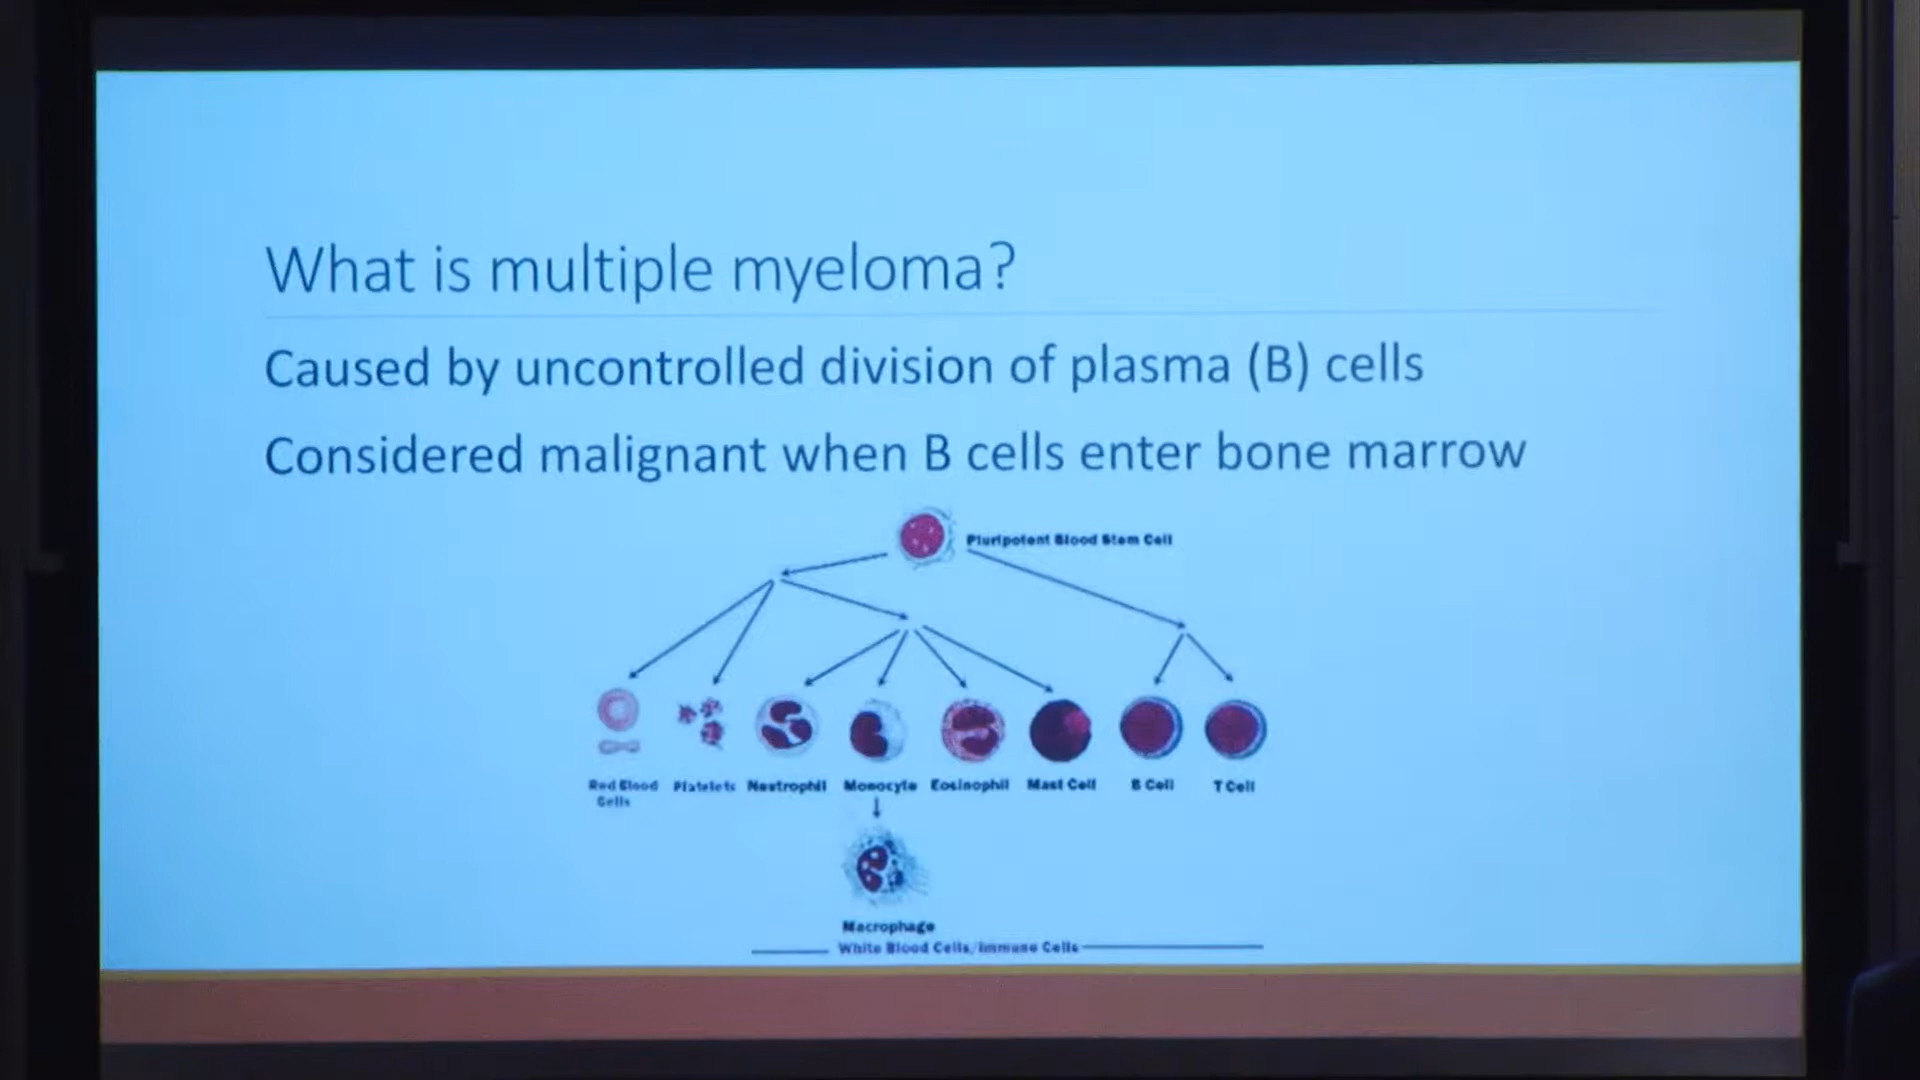 What is multiple myeloma?
Caused by uncontrolled division of plasma (B) cells
Considered malignant when B cells enter bone marrow
Pluripotent Blood Stem Cell
Red Blood Cells
Platelets
Neutrophil
Monocyte
Eosinophil
Mast Cell
B Cell
T Cell
Macrophage
White Blood Cells/Immune Cells